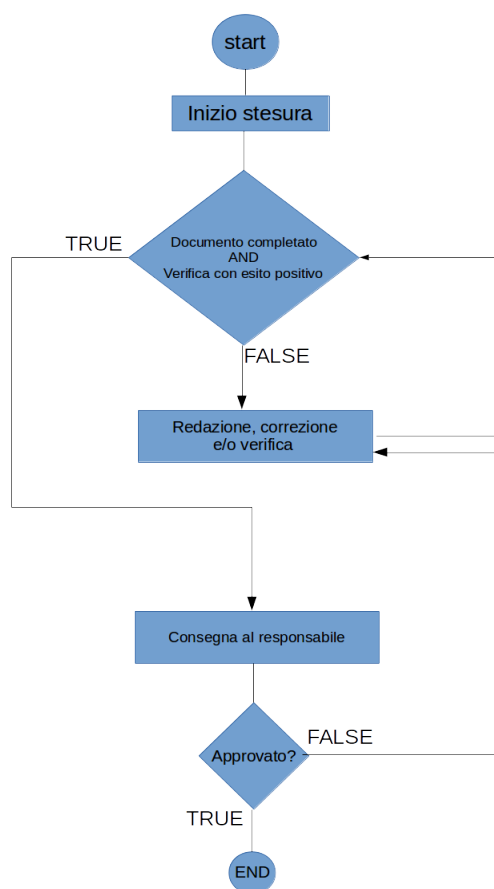 start
Inizio stesura
TRUE
Documento completato
AND
Verifica con esito positivo
FALSE
Redazione, correzione
e/o verifica
Consegna al responsabile
Approvato?
FALSE
TRUE
END